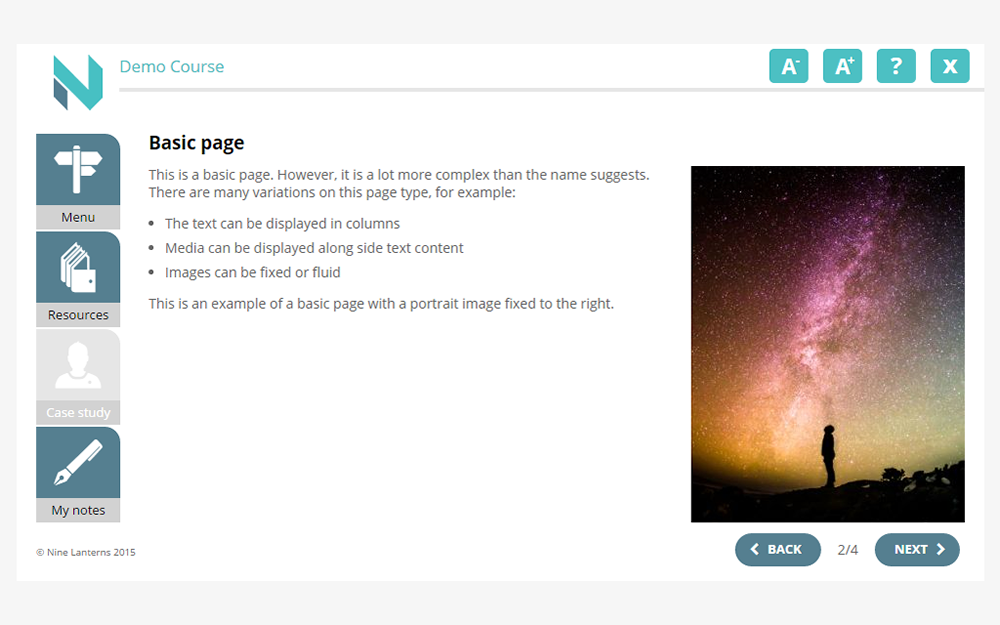 Demo Course
A- A+ ? X
Basic page
This is a basic page. However, it is a lot more complex than the name suggests.
There are many variations on this page type, for example:
• The text can be displayed in columns
• Media can be displayed along side text content
• Images can be fixed or fluid
This is an example of a basic page with a portrait image fixed to the right.
Menu
Resources
Case study
My notes
© Nine Lanterns 2015
BACK 2/4 NEXT